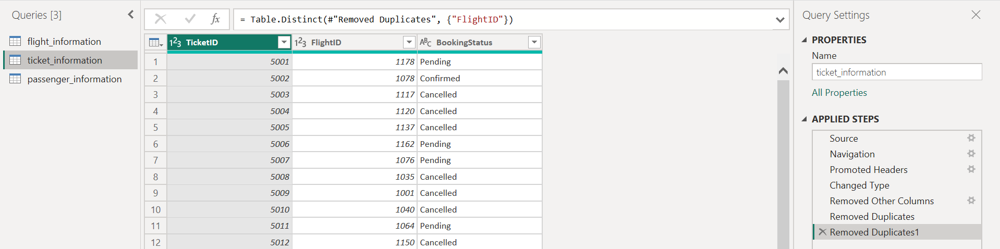 Queries [3]
flight_information
ticket_information
passenger_information
fx = Table.Distinct(#"Removed Duplicates", {"FlightID"})
1²3 TicketID 1²3 FlightID ABC BookingStatus
1 5001 1178 Pending
2 5002 1078 Confirmed
3 5003 1117 Cancelled
4 5004 1120 Cancelled
5 5005 1137 Cancelled
6 5006 1162 Pending
7 5007 1076 Pending
8 5008 1035 Cancelled
9 5009 1001 Cancelled
10 5010 1040 Cancelled
11 5011 1064 Pending
12 5012 1150 Cancelled
Query Settings
PROPERTIES
Name
ticket_information
All Properties
APPLIED STEPS
Source
Navigation
Promoted Headers
Changed Type
Removed Other Columns
Removed Duplicates
Removed Duplicates1